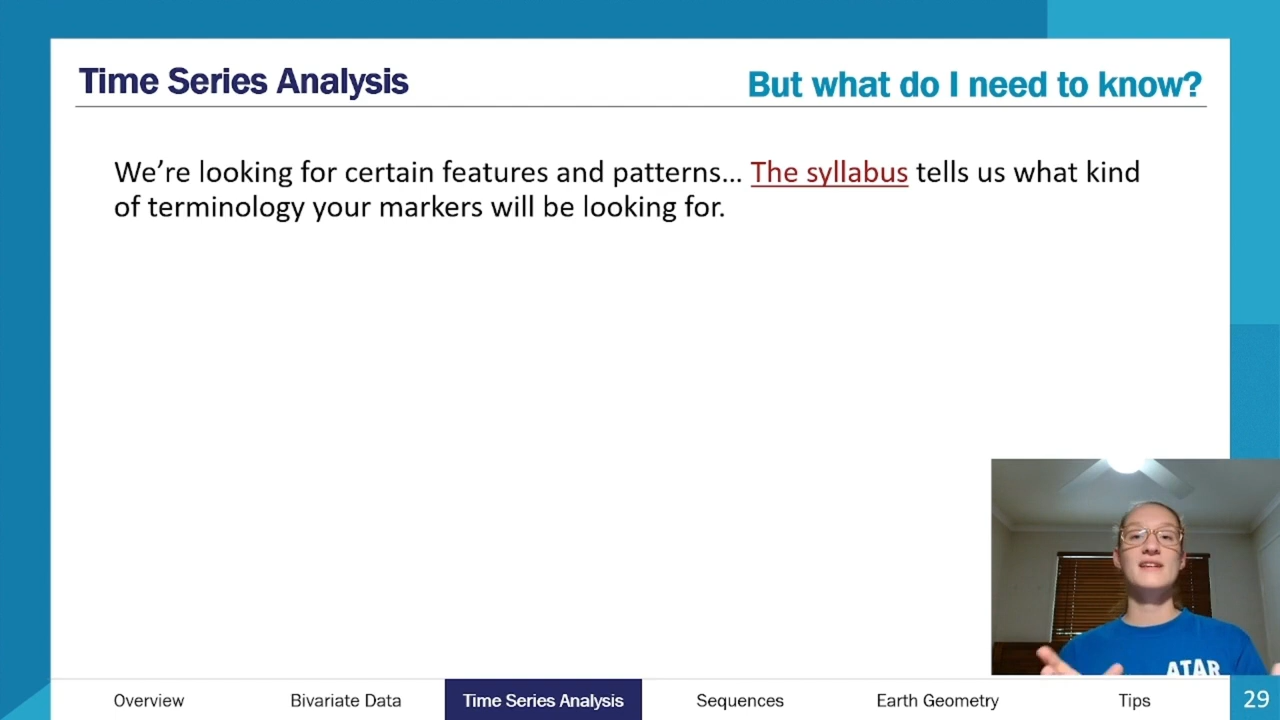 Time Series Analysis
But what do I need to know?
We’re looking for certain features and patterns... The syllabus tells us what kind
of terminology your markers will be looking for.
ATAR
Overview
Bivariate Data
Time Series Analysis
Sequences
Earth Geometry
Tips
29